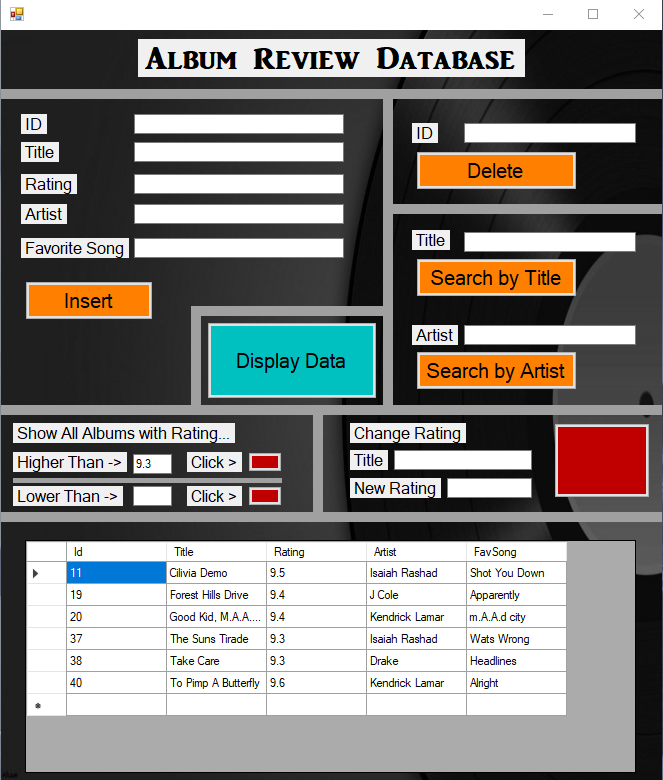 Album Review Database
ID
Title
Rating
Artist
Favorite Song
Insert
Display Data
ID
Delete
Title
Search by Title
Artist
Search by Artist
Show All Albums with Rating...
Higher Than -> 9.3 Click >
Lower Than -> Click >
Change Rating
Title
New Rating
Id Title Rating Artist FavSong
11 Cilivia Demo 9.5 Isaiah Rashad Shot You Down
19 Forest Hills Drive 9.4 J Cole Apparently
20 Good Kid, M.A.A.... 9.4 Kendrick Lamar m.A.A.d city
37 The Suns Tirade 9.3 Isaiah Rashad Wats Wrong
38 Take Care 9.3 Drake Headlines
40 To Pimp A Butterfly 9.6 Kendrick Lamar Alright